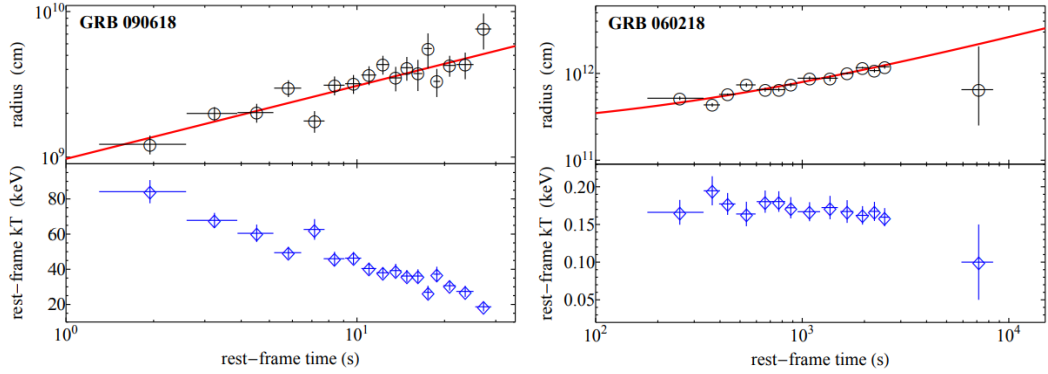 GRB 090618
radius (cm)
10^10
10^9
rest-frame kT (keV)
80
60
40
20
10^0
10^1
rest-frame time (s)
GRB 060218
radius (cm)
10^12
10^11
rest-frame kT (keV)
0.20
0.15
0.10
0.05
10^2
10^3
10^4
rest-frame time (s)